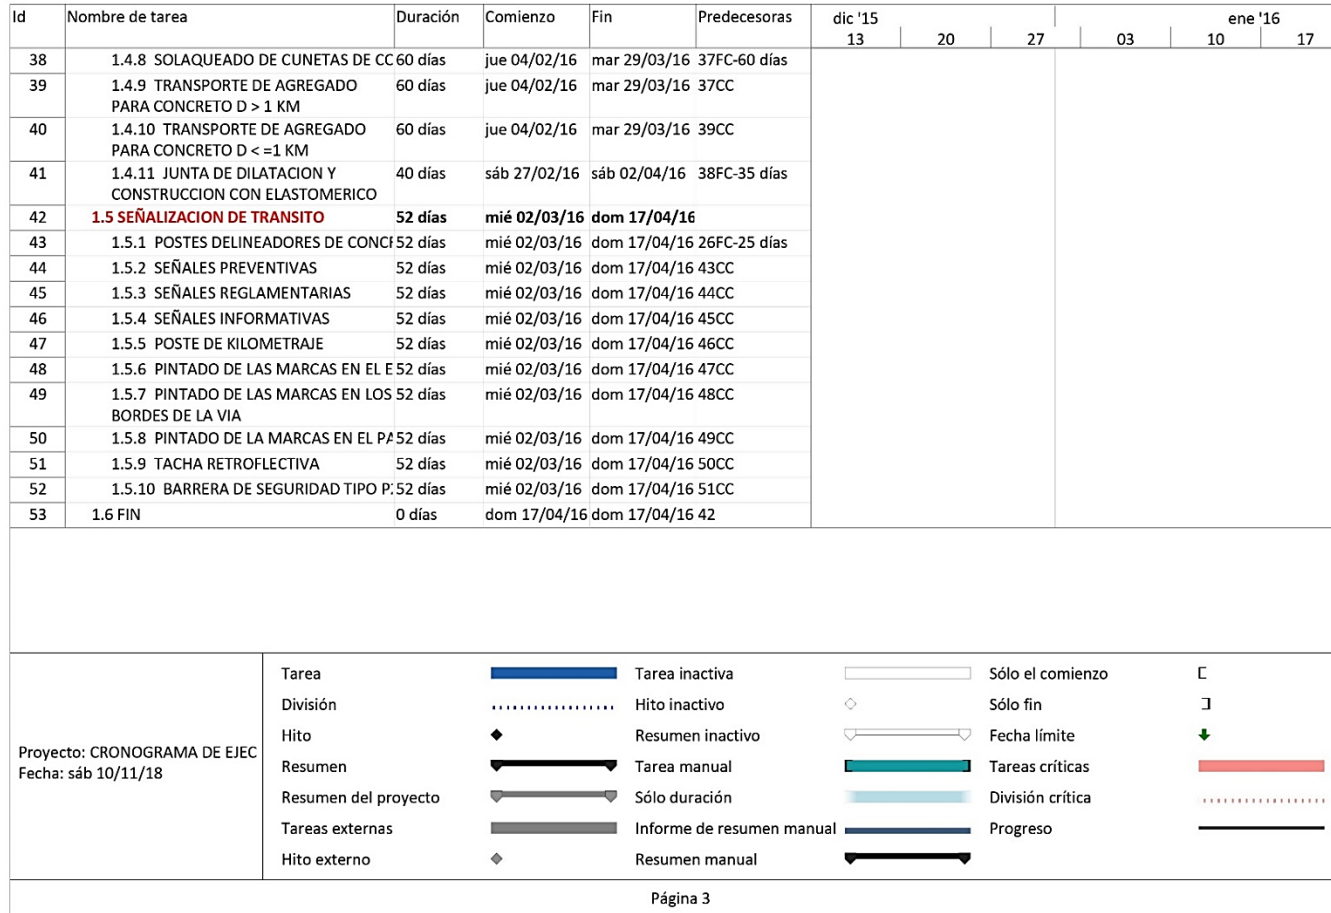 Id Nombre de tarea Duración Comienzo Fin Predecesoras dic '15 ene '16
13 20 27 03 10 17
38 1.4.8 SOLAQUEADO DE CUNETAS DE CC 60 días jue 04/02/16 mar 29/03/16 37FC-60 días
39 1.4.9 TRANSPORTE DE AGREGADO 60 días jue 04/02/16 mar 29/03/16 37CC
PARA CONCRETO D > 1 KM
40 1.4.10 TRANSPORTE DE AGREGADO 60 días jue 04/02/16 mar 29/03/16 39CC
PARA CONCRETO D < =1 KM
41 1.4.11 JUNTA DE DILATACION Y 40 días sáb 27/02/16 sáb 02/04/16 38FC-35 días
CONSTRUCCION CON ELASTOMERICO
42 1.5 SEÑALIZACION DE TRANSITO 52 días mié 02/03/16 dom 17/04/16
43 1.5.1 POSTES DELINEADORES DE CONCF 52 días mié 02/03/16 dom 17/04/16 26FC-25 días
44 1.5.2 SEÑALES PREVENTIVAS 52 días mié 02/03/16 dom 17/04/16 43CC
45 1.5.3 SEÑALES REGLAMENTARIAS 52 días mié 02/03/16 dom 17/04/16 44CC
46 1.5.4 SEÑALES INFORMATIVAS 52 días mié 02/03/16 dom 17/04/16 45CC
47 1.5.5 POSTE DE KILOMETRAJE 52 días mié 02/03/16 dom 17/04/16 46CC
48 1.5.6 PINTADO DE LAS MARCAS EN EL E 52 días mié 02/03/16 dom 17/04/16 47CC
49 1.5.7 PINTADO DE LAS MARCAS EN LOS 52 días mié 02/03/16 dom 17/04/16 48CC
BORDES DE LA VIA
50 1.5.8 PINTADO DE LA MARCAS EN EL PA 52 días mié 02/03/16 dom 17/04/16 49CC
51 1.5.9 TACHA RETROFLECTIVA 52 días mié 02/03/16 dom 17/04/16 50CC
52 1.5.10 BARRERA DE SEGURIDAD TIPO 52 días mié 02/03/16 dom 17/04/16 51CC
53 1.6 FIN 0 días dom 17/04/16 dom 17/04/16 42
Proyecto: CRONOGRAMA DE EJEC
Fecha: sáb 10/11/18
Tarea Tarea inactiva Sólo el comienzo
División Hito inactivo Sólo fin
Hito Resumen inactivo Fecha límite
Resumen Tarea manual Tareas críticas
Resumen del proyecto Sólo duración División crítica
Tareas externas Informe de resumen manual Progreso
Hito externo Resumen manual
Página 3